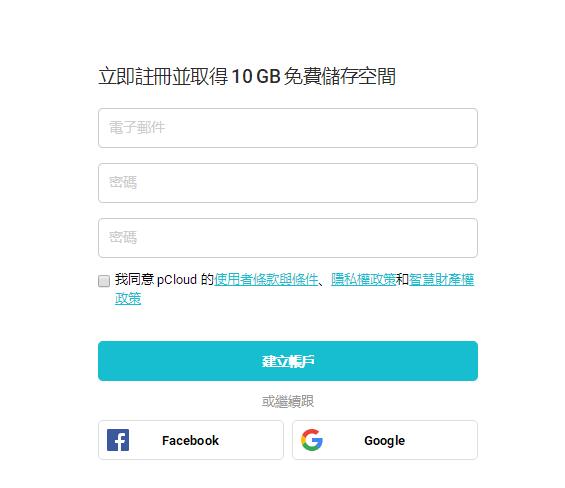 立即註冊並取得 10 GB 免費儲存空間
電子郵件
密碼
密碼
我同意 pCloud 的使用者條款與條件、隱私權政策和智慧財產權
政策
建立帳戶
或繼續跟
Facebook
Google